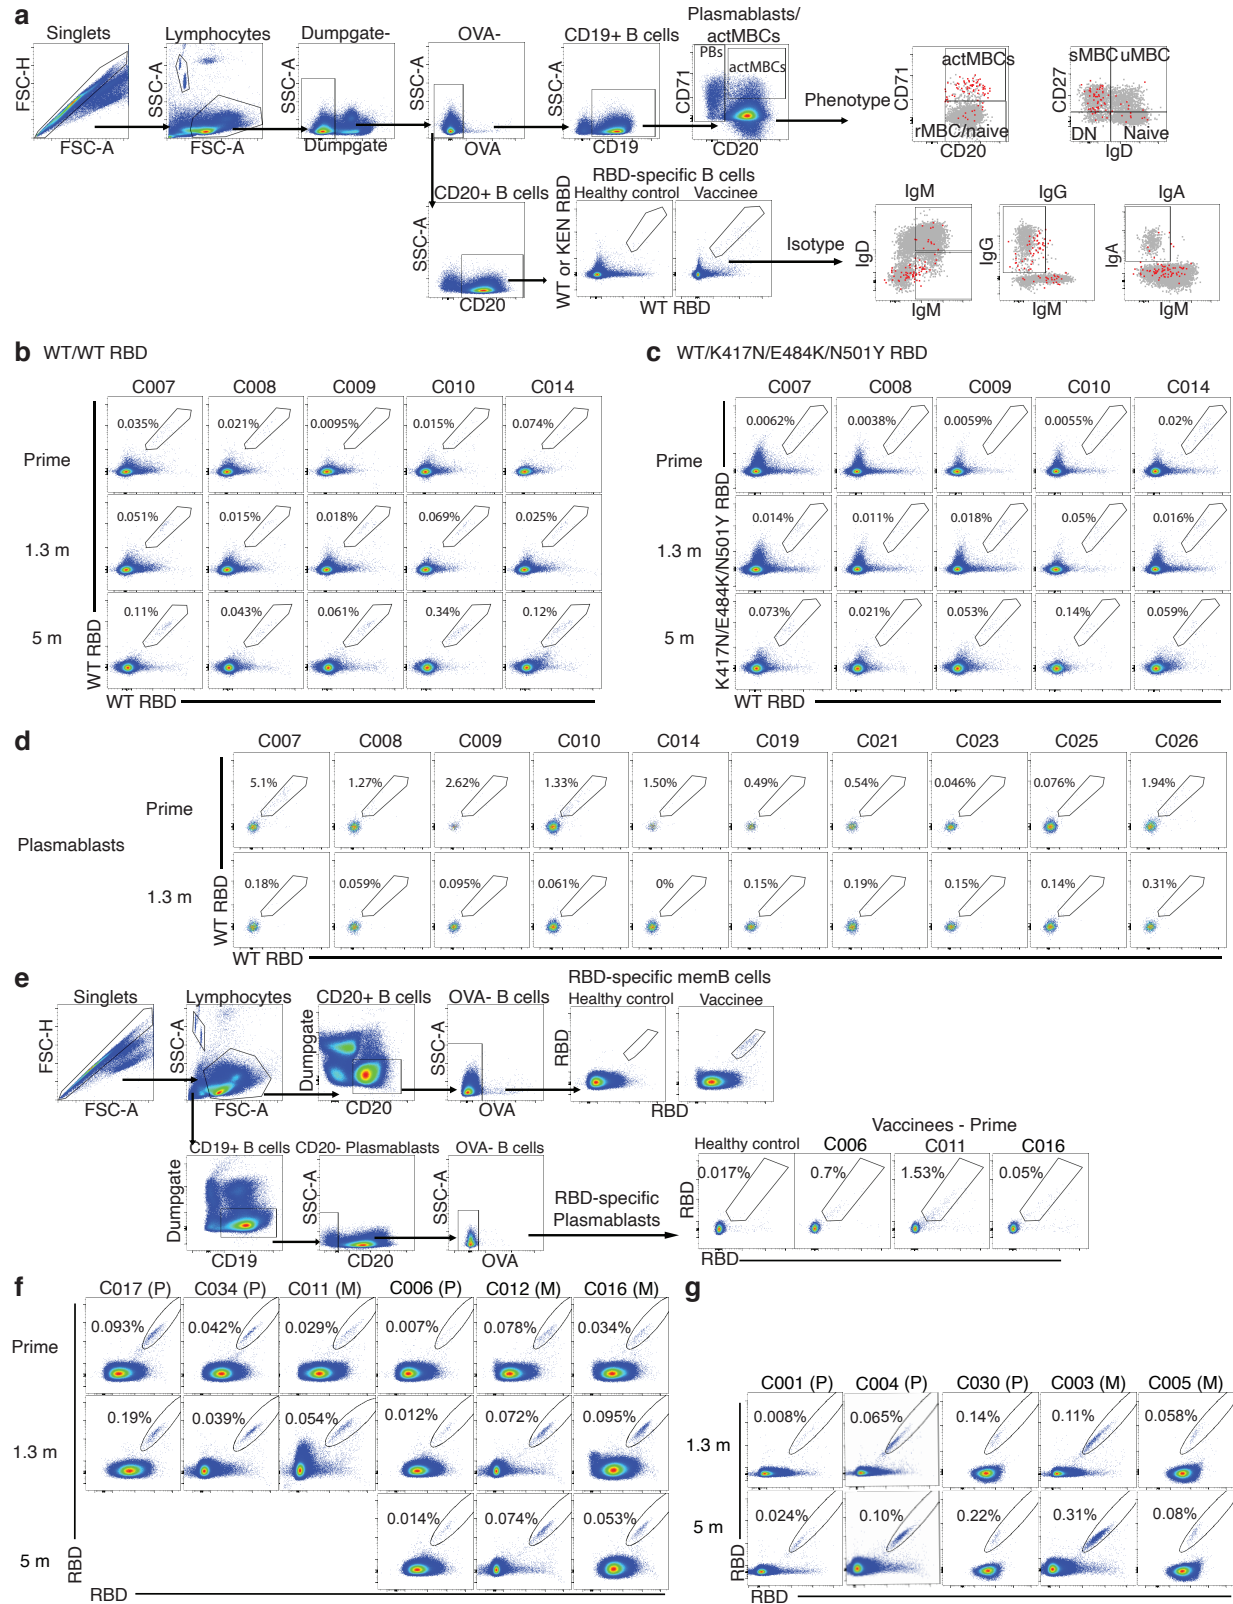 a
Singlets
Lymphocytes
Dumpgate-
OVA-
CD19+ B cells
Plasmablasts/
actMBCs
FSC-H
FSC-A
SSC-A
FSC-A
SSC-A
Dumpgate
SSC-A
OVA
SSC-A
CD19
PBs
actMBCs
CD71
CD20
Phenotype
actMBCs
CD71
rMBC/naive
CD20
sMBC
uMBC
CD27
DN
Naive
IgD
CD20+ B cells
SSC-A
CD20
RBD-specific B cells
Healthy control
Vaccinee
WT or KEN RBD
WT RBD
Isotype
IgM
IgG
IgA
IgD
IgG
IgA
IgM
IgM
IgM
b WT/WT RBD
C007 C008 C009 C010 C014
Prime
0.035% 0.021% 0.0095% 0.015% 0.074%
1.3 m
0.051% 0.015% 0.018% 0.069% 0.025%
5 m
0.11% 0.043% 0.061% 0.34% 0.12%
WT RBD
WT RBD
c WT/K417N/E484K/N501Y RBD
C007 C008 C009 C010 C014
Prime
0.0062% 0.0038% 0.0059% 0.0055% 0.02%
1.3 m
0.014% 0.011% 0.018% 0.05% 0.016%
5 m
0.073% 0.021% 0.053% 0.14% 0.059%
K417N/E484K/N501Y RBD
WT RBD
d
C007 C008 C009 C010 C014 C019 C021 C023 C025 C026
Plasmablasts
Prime
5.1% 1.27% 2.62% 1.33% 1.50% 0.49% 0.54% 0.046% 0.076% 1.94%
1.3 m
0.18% 0.059% 0.095% 0.061% 0% 0.15% 0.19% 0.15% 0.14% 0.31%
WT RBD
WT RBD
e
Singlets
Lymphocytes
CD20+ B cells
OVA- B cells
RBD-specific memB cells
Healthy control
Vaccinee
FSC-H
FSC-A
SSC-A
FSC-A
Dumpgate
CD20
SSC-A
OVA
RBD
RBD
CD19+ B cells
CD20- Plasmablasts
OVA- B cells
Dumpgate
CD19
SSC-A
CD20
SSC-A
OVA
RBD-specific
Plasmablasts
Vaccinees - Prime
Healthy control
C006
C011
C016
0.017% 0.7% 1.53% 0.05%
RBD
RBD
f
C017 (P) C034 (P) C011 (M) C006 (P) C012 (M) C016 (M)
Prime
0.093% 0.042% 0.029% 0.007% 0.078% 0.034%
1.3 m
0.19% 0.039% 0.054% 0.012% 0.072% 0.095%
5 m
0.014% 0.074% 0.053%
RBD
RBD
g
C001 (P) C004 (P) C030 (P) C003 (M) C005 (M)
1.3 m
0.008% 0.065% 0.14% 0.11% 0.058%
5 m
0.024% 0.10% 0.22% 0.31% 0.08%
RBD
RBD